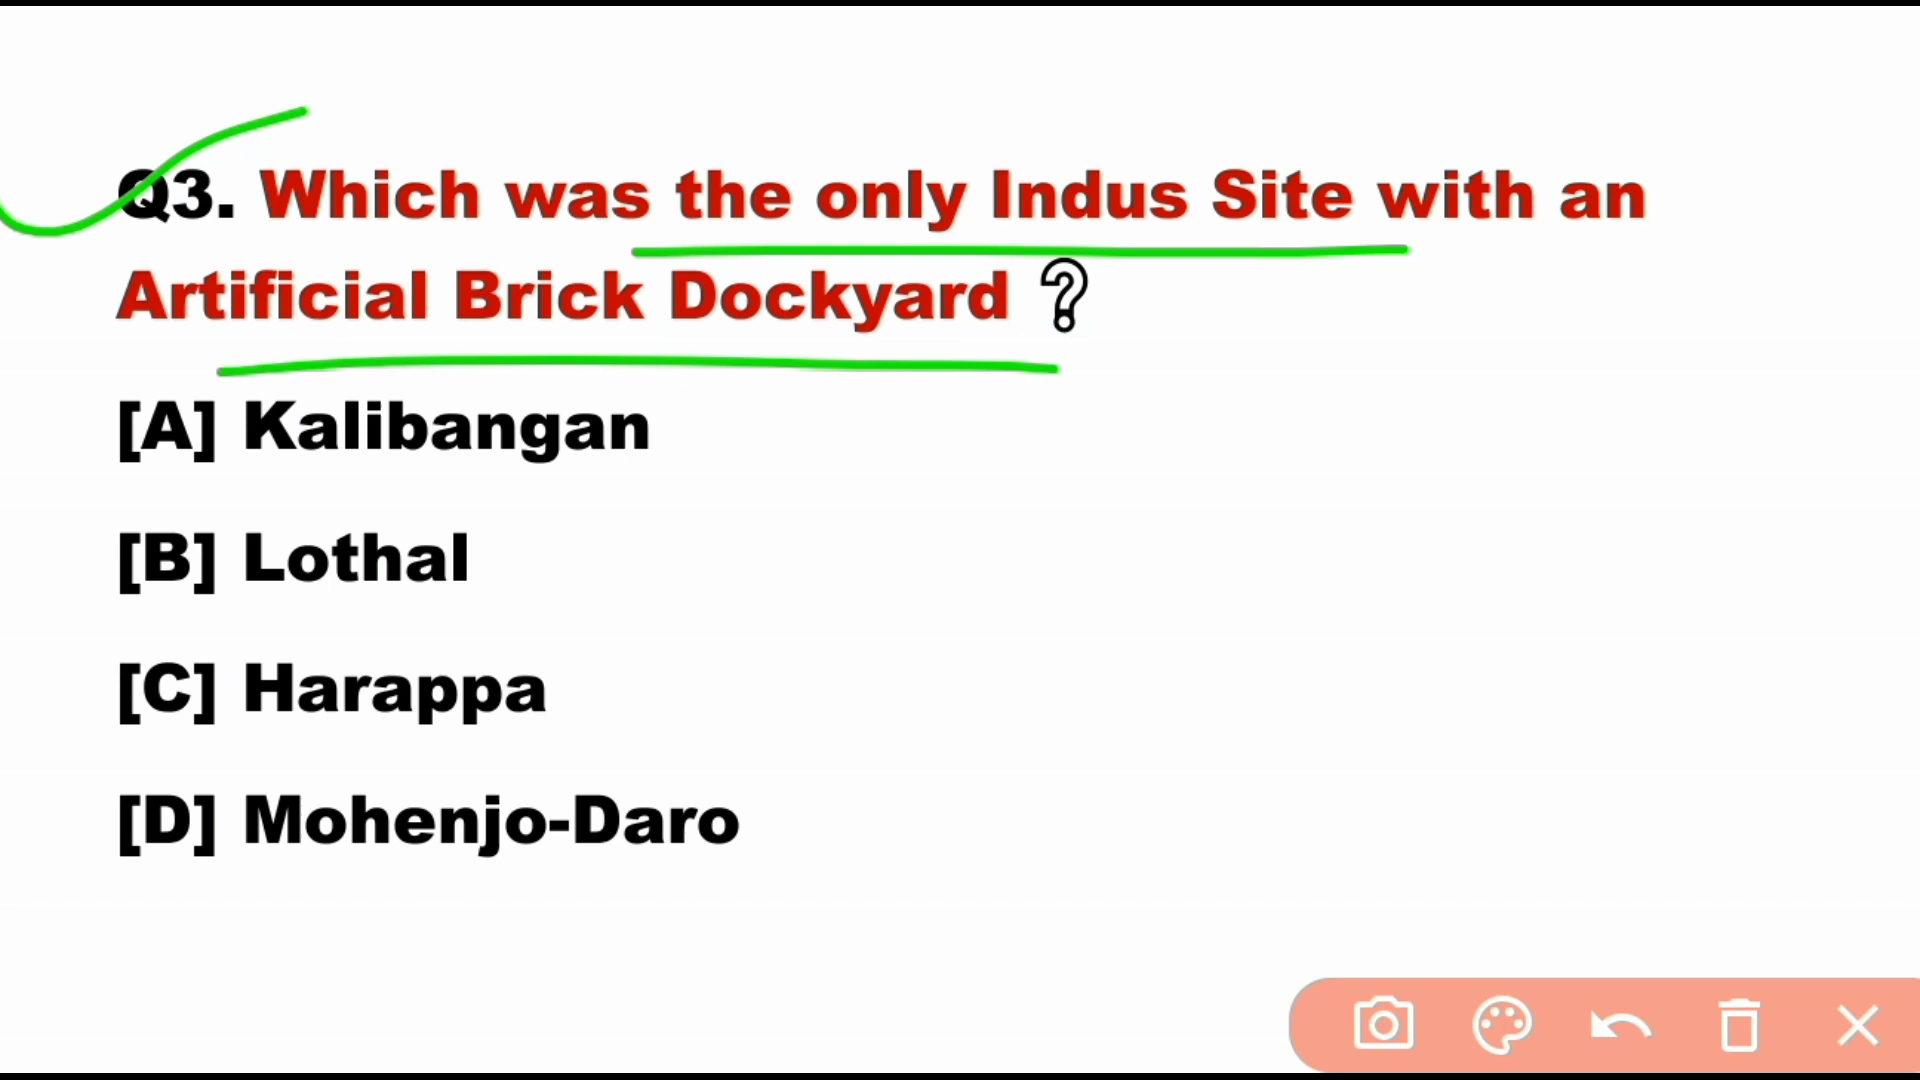 Q3. Which was the only Indus Site with an
Artificial Brick Dockyard ?
[A] Kalibangan
[B] Lothal
[C] Harappa
[D] Mohenjo-Daro